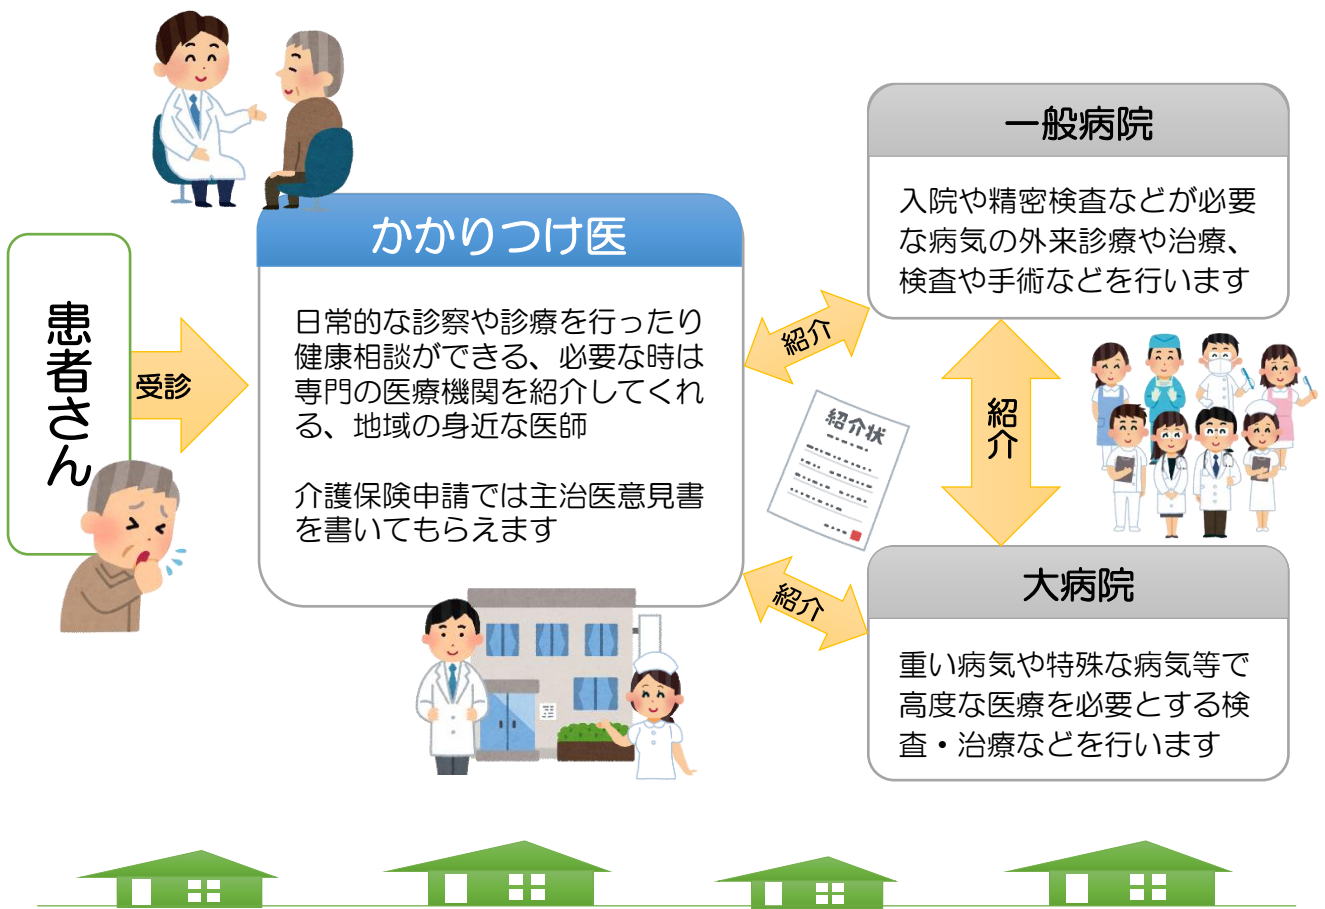 患者さん
受診
かかりつけ医
日常的な診察や診療を行ったり
健康相談ができる、必要な時は
専門の医療機関を紹介してくれ
る、地域の身近な医師
介護保険申請では主治医意見書
を書いてもらえます
紹介
紹介状
紹介
一般病院
入院や精密検査などが必要
な病気の外来診療や治療、
検査や手術などを行います
紹介
大病院
重い病気や特殊な病気等で
高度な医療を必要とする検
査・治療などを行います